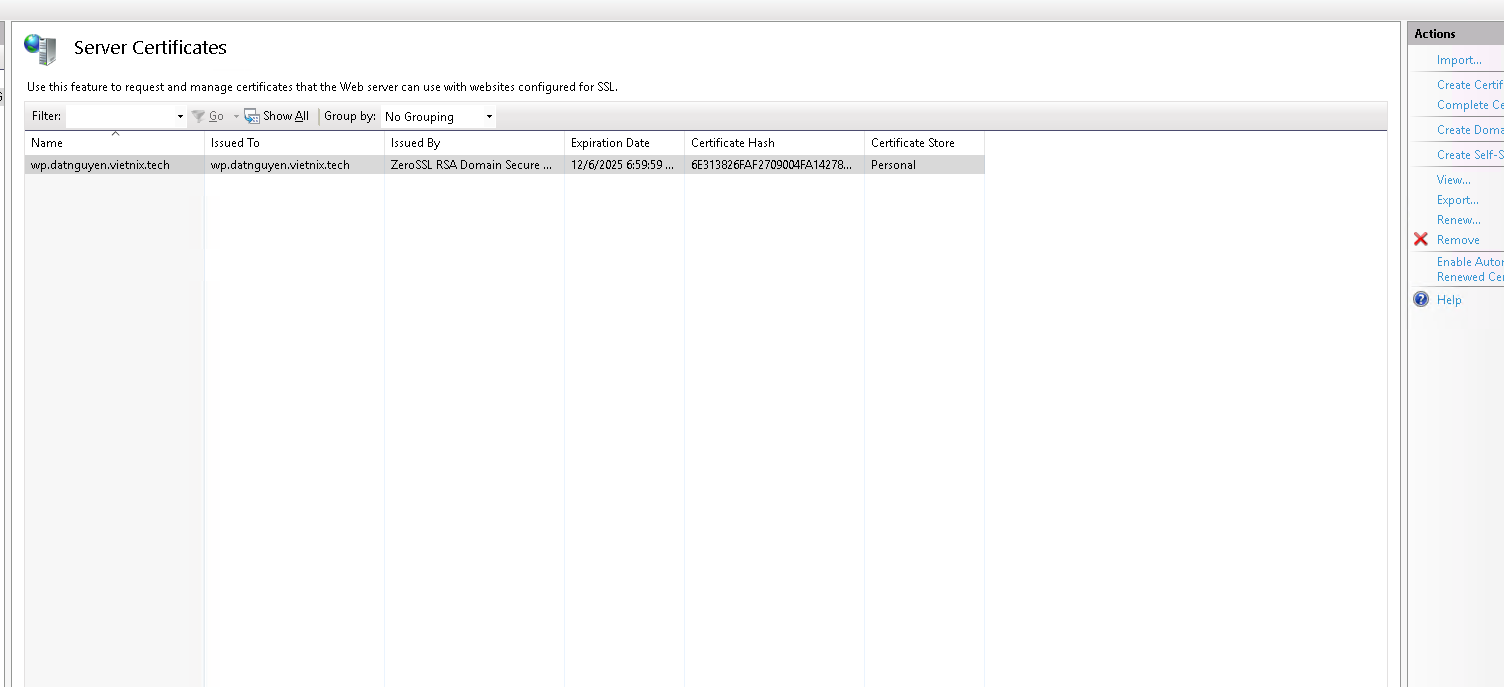 Server Certificates
Use this feature to request and manage certificates that the Web server can use with websites configured for SSL.
Filter: Go Show All Group by: No Grouping
Name Issued To Issued By Expiration Date Certificate Hash Certificate Store
wp.datnguyen.vietnix.tech wp.datnguyen.vietnix.tech ZeroSSL RSA Domain Secure ... 12/6/2025 6:59:59 ... 6E313826FAF2709004FA14278... Personal
Actions
Import...
Create Certif
Complete Ce
Create Doma
Create Self-S
View...
Export...
Renew...
Remove
Enable Autor
Renewed Cer
Help